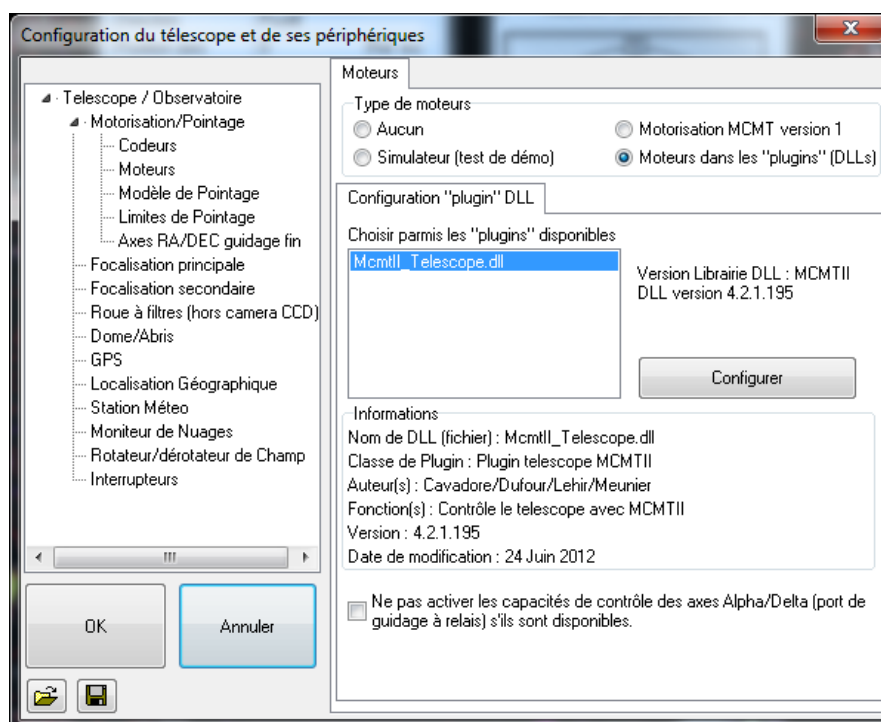 Configuration du télescope et de ses périphériques
Telescope / Observatoire
Motorisation/Pointage
Codeurs
Moteurs
Modèle de Pointage
Limites de Pointage
Axes RA/DEC guidage fin
Focalisation principale
Focalisation secondaire
Roue à filtres (hors camera CCD)
Dome/Abris
GPS
Localisation Géographique
Station Méteo
Moniteur de Nuages
Rotateur/dérotateur de Champ
Interrupteurs
OK
Annuler
Moteurs
Type de moteurs
Aucun
Motorisation MCMT version 1
Simulateur (test de démo)
Moteurs dans les "plugins" (DLLs)
Configuration "plugin" DLL
Choisir parmis les "plugins" disponibles
McmtII_Telescope.dll
Version Librairie DLL : MCMTII
DLL version 4.2.1.195
Configurer
Informations
Nom de DLL (fichier) : McmtII_Telescope.dll
Classe de Plugin : Plugin telescope MCMTII
Auteur(s) : Cavadore/Dufour/Lehir/Meunier
Fonction(s) : Contrôle le telescope avec MCMTII
Version : 4.2.1.195
Date de modification : 24 Juin 2012
Ne pas activer les capacités de contrôle des axes Alpha/Delta (port de
guidage à relais) s'ils sont disponibles.